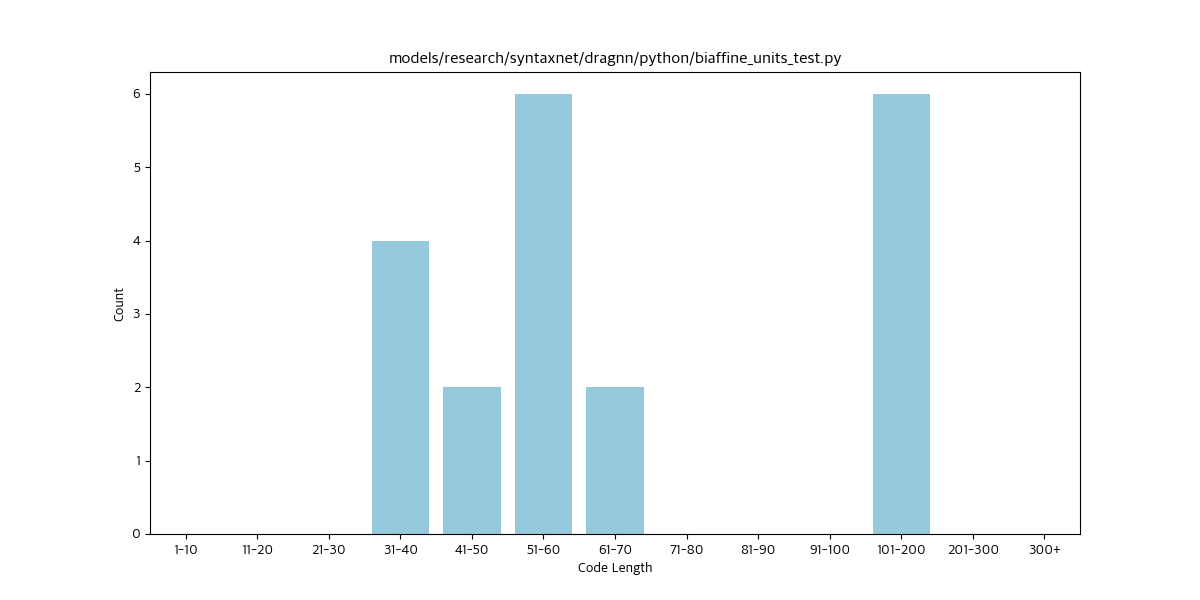 models/research/syntaxnet/dragnn/python/biaffine_units_test.py
6
5
4
3
2
1
0
Count
1-10 11-20 21-30 31-40 41-50 51-60 61-70 71-80 81-90 91-100 101-200 201-300 300+
Code Length